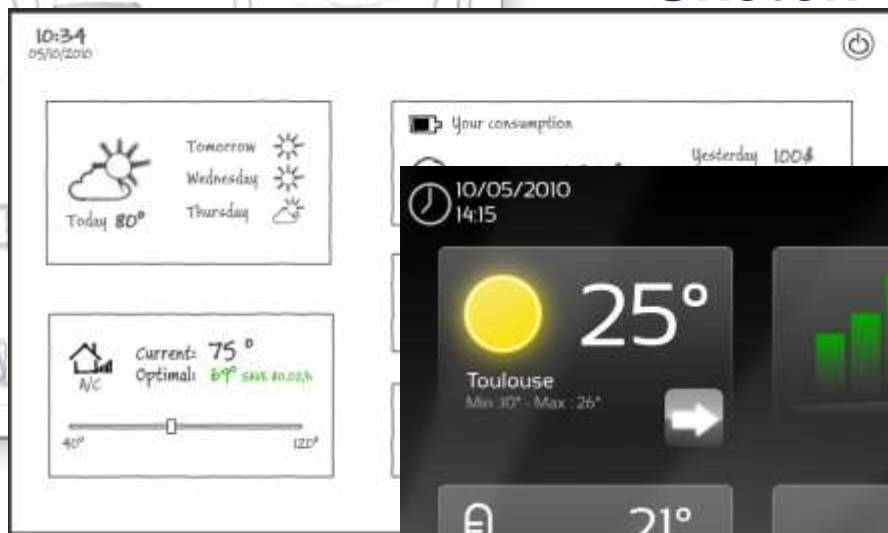 10:34
05/10/2010
Today 80°
Tomorrow
Wednesday
Thursday
Your consumption
Yesterday 100$
A/C
Current: 75°
Optimal: 69°
40°
120°
10/05/2010
14:15
25°
Toulouse
Min :10° - Max : 26°
21°